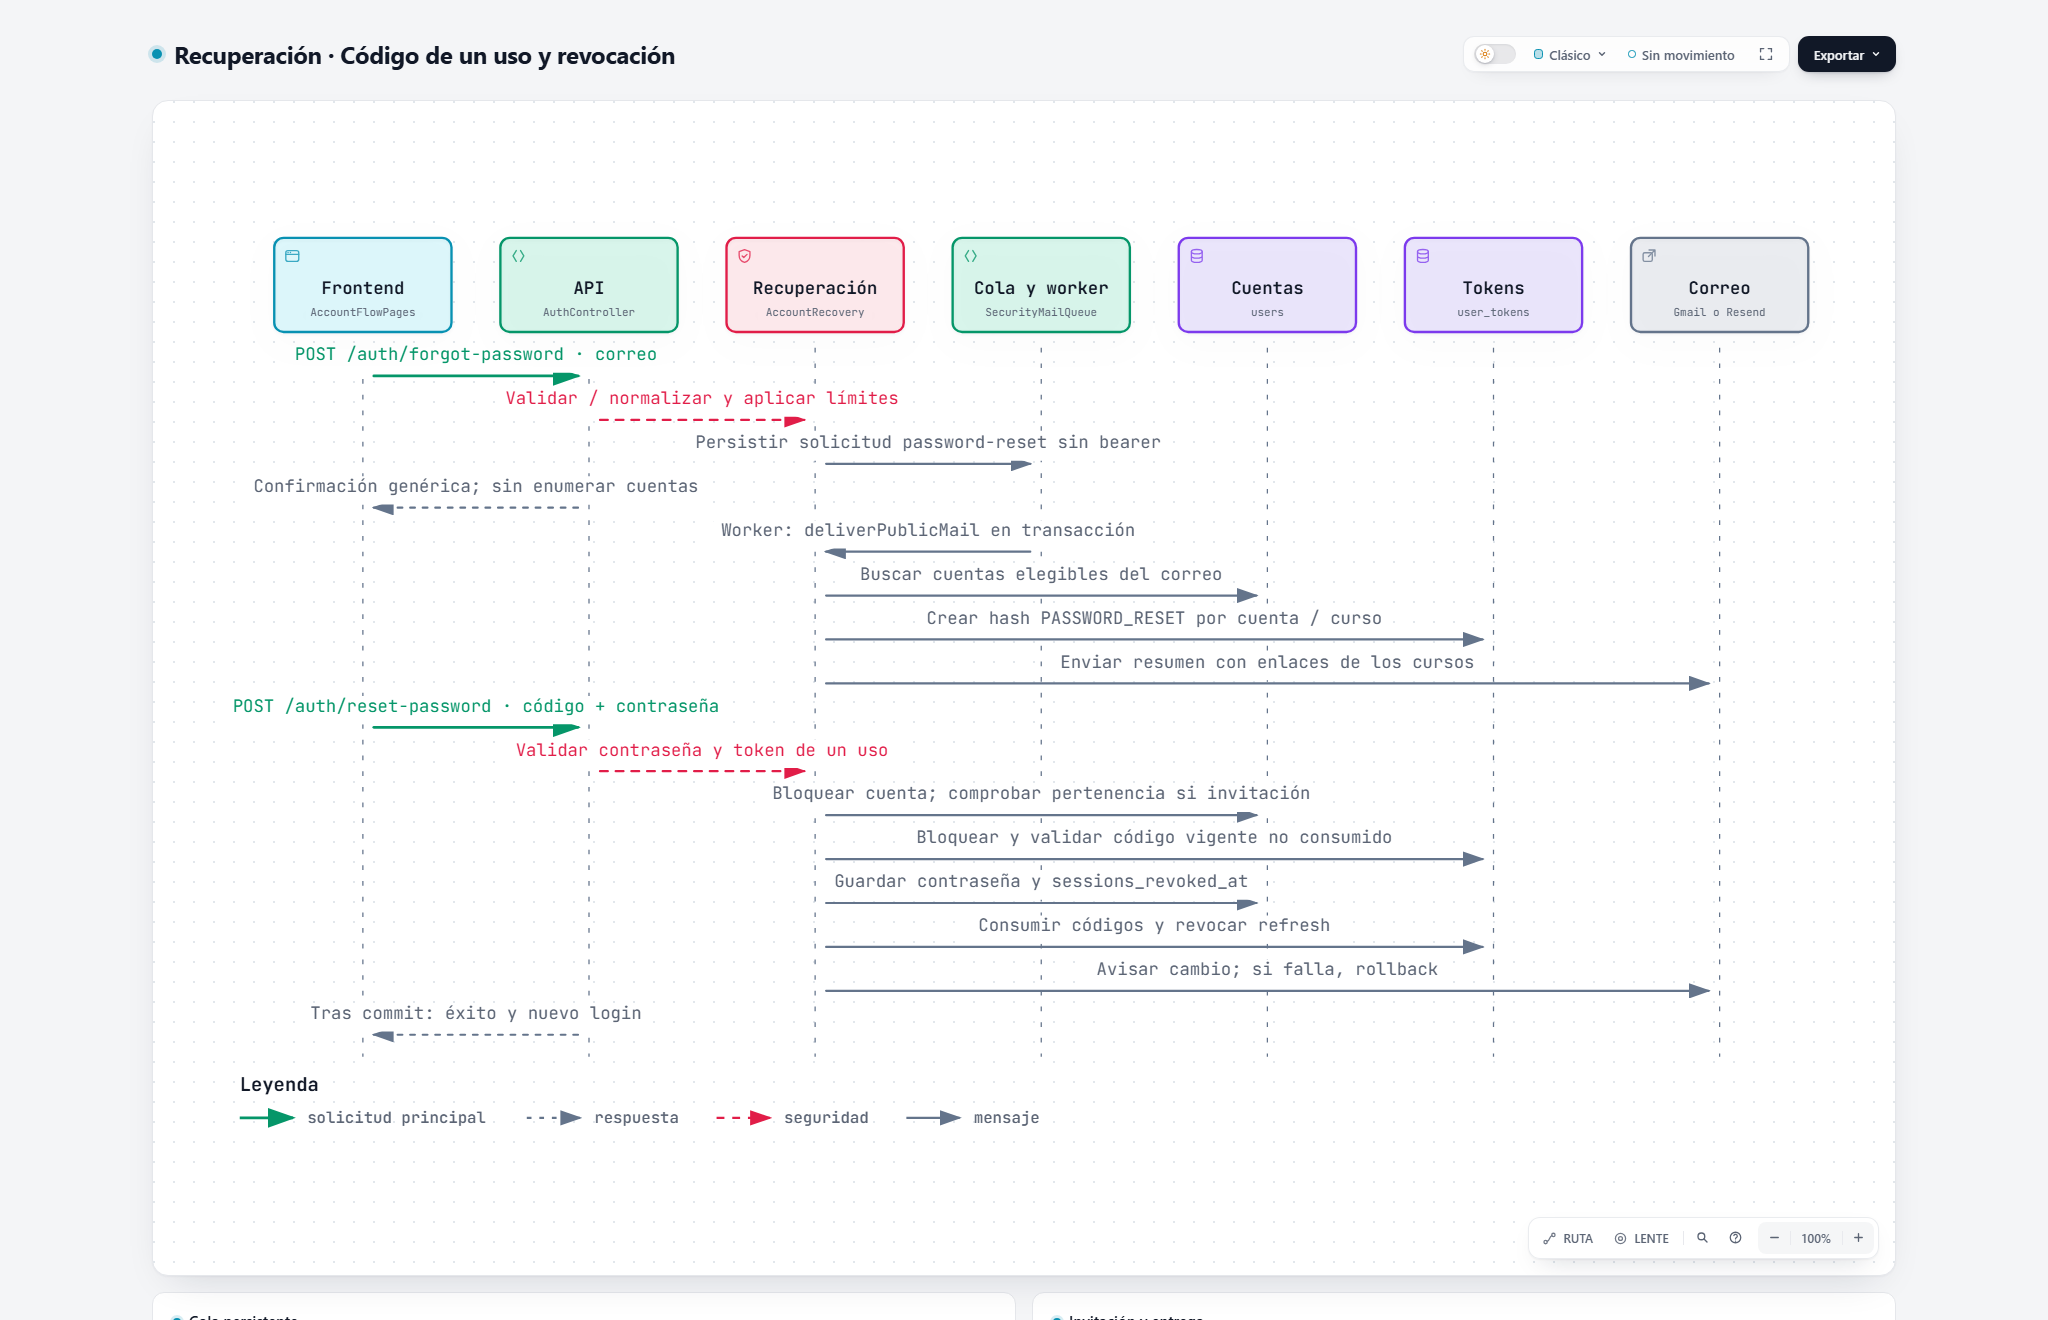 Recuperación · Código de un uso y revocación
Clásico
Sin movimiento
Exportar
Frontend
AccountFlowPages
API
AuthController
Recuperación
AccountRecovery
Cola y worker
SecurityMailQueue
Cuentas
users
Tokens
user_tokens
Correo
Gmail o Resend
POST /auth/forgot-password · correo
Validar / normalizar y aplicar límites
Persistir solicitud password-reset sin bearer
Confirmación genérica; sin enumerar cuentas
Worker: deliverPublicMail en transacción
Buscar cuentas elegibles del correo
Crear hash PASSWORD_RESET por cuenta / curso
Enviar resumen con enlaces de los cursos
POST /auth/reset-password · código + contraseña
Validar contraseña y token de un uso
Bloquear cuenta; comprobar pertenencia si invitación
Bloquear y validar código vigente no consumido
Guardar contraseña y sessions_revoked_at
Consumir códigos y revocar refresh
Avisar cambio; si falla, rollback
Tras commit: éxito y nuevo login
Leyenda
solicitud principal
respuesta
seguridad
mensaje
RUTA
LENTE
100%
Cola persistente
Invitación y entrega